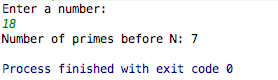 Enter a number:
18
Number of primes before N: 7
Process finished with exit code 0